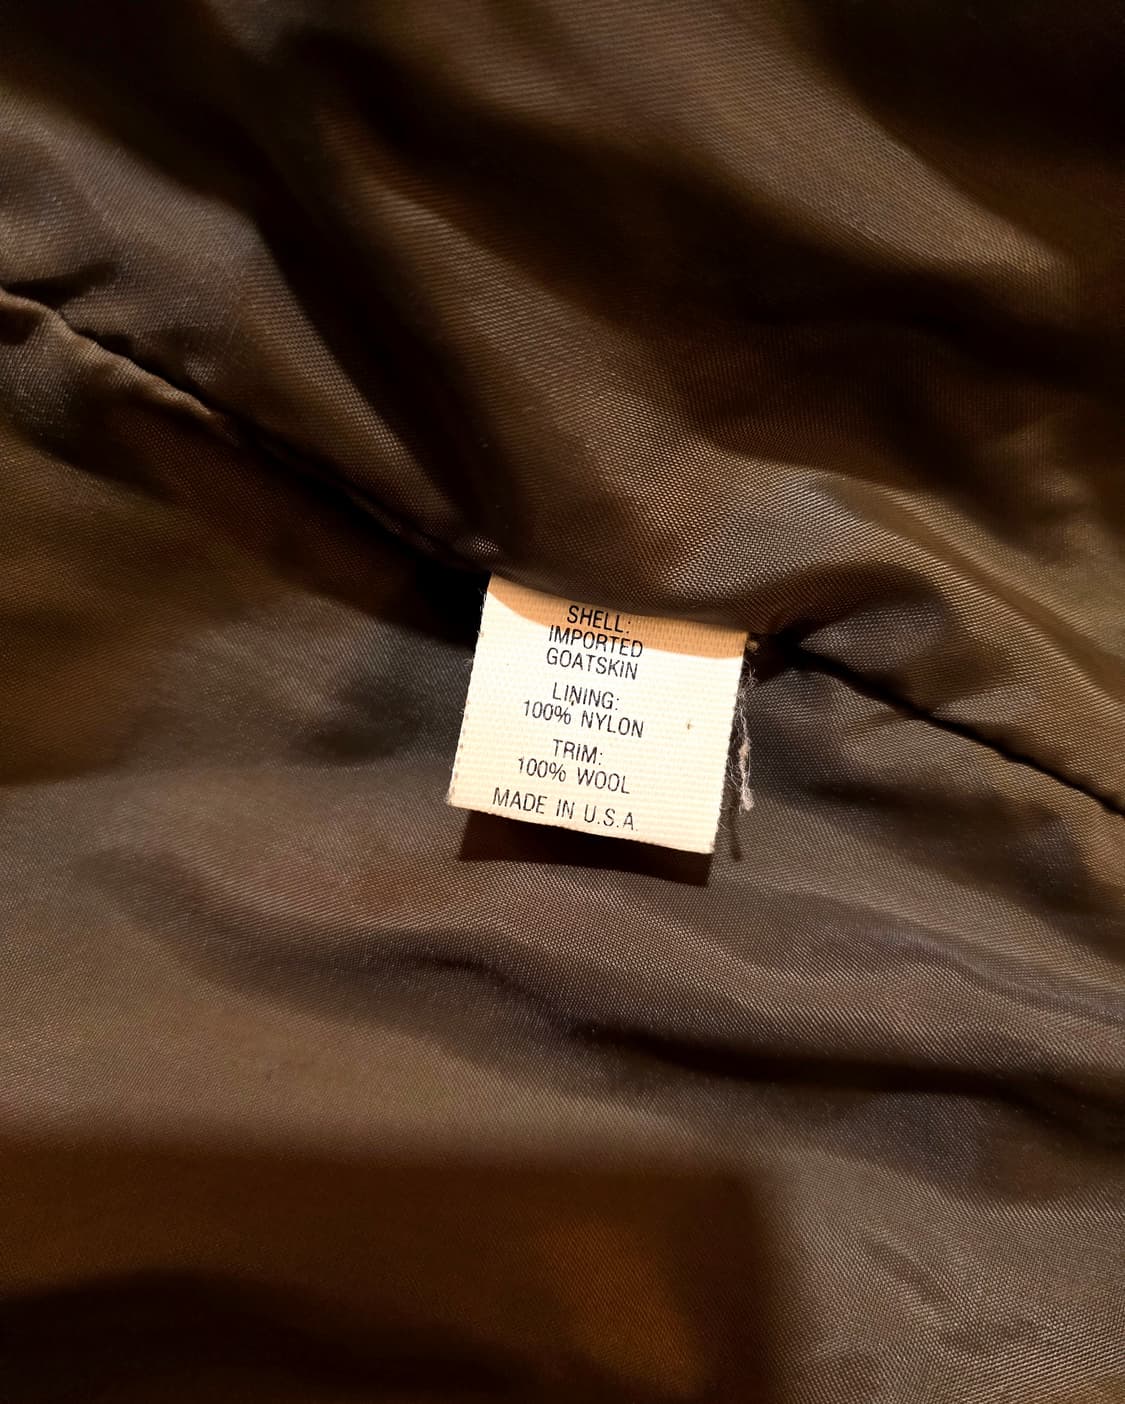 SHELL:
IMPORTED
GOATSKIN
LINING:
100% NYLON
TRIM:
100% WOOL
MADE IN U.S.A.